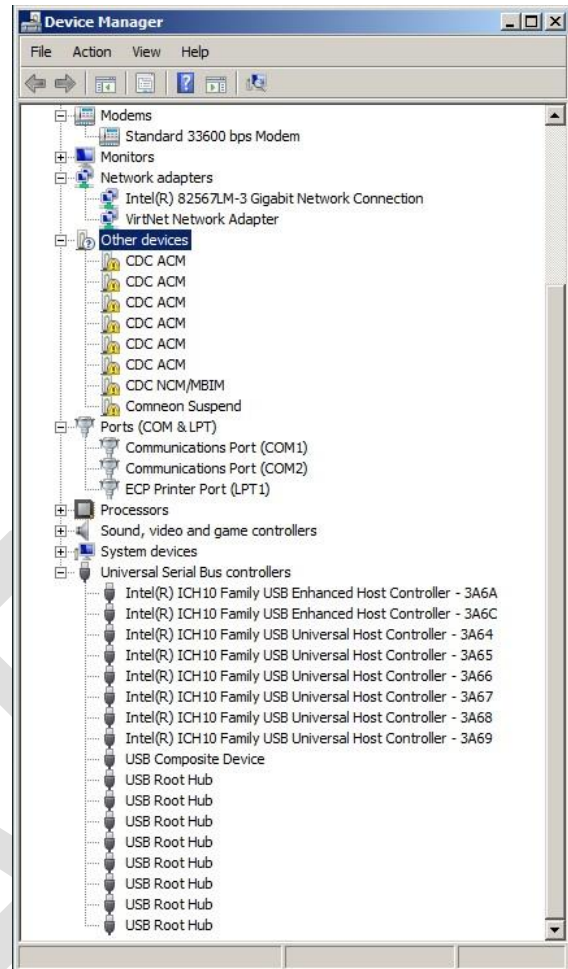 Device Manager
File Action View Help
Modems
Standard 33600 bps Modem
Monitors
Network adapters
Intel(R) 82567LM-3 Gigabit Network Connection
VirtNet Network Adapter
Other devices
CDC ACM
CDC ACM
CDC ACM
CDC ACM
CDC ACM
CDC ACM
CDC NCM/MBIM
Comneon Suspend
Ports (COM & LPT)
Communications Port (COM1)
Communications Port (COM2)
ECP Printer Port (LPT1)
Processors
Sound, video and game controllers
System devices
Universal Serial Bus controllers
Intel(R) ICH10 Family USB Enhanced Host Controller - 3A6A
Intel(R) ICH10 Family USB Enhanced Host Controller - 3A6C
Intel(R) ICH10 Family USB Universal Host Controller - 3A64
Intel(R) ICH10 Family USB Universal Host Controller - 3A65
Intel(R) ICH10 Family USB Universal Host Controller - 3A66
Intel(R) ICH10 Family USB Universal Host Controller - 3A67
Intel(R) ICH10 Family USB Universal Host Controller - 3A68
Intel(R) ICH10 Family USB Universal Host Controller - 3A69
USB Composite Device
USB Root Hub
USB Root Hub
USB Root Hub
USB Root Hub
USB Root Hub
USB Root Hub
USB Root Hub
USB Root Hub